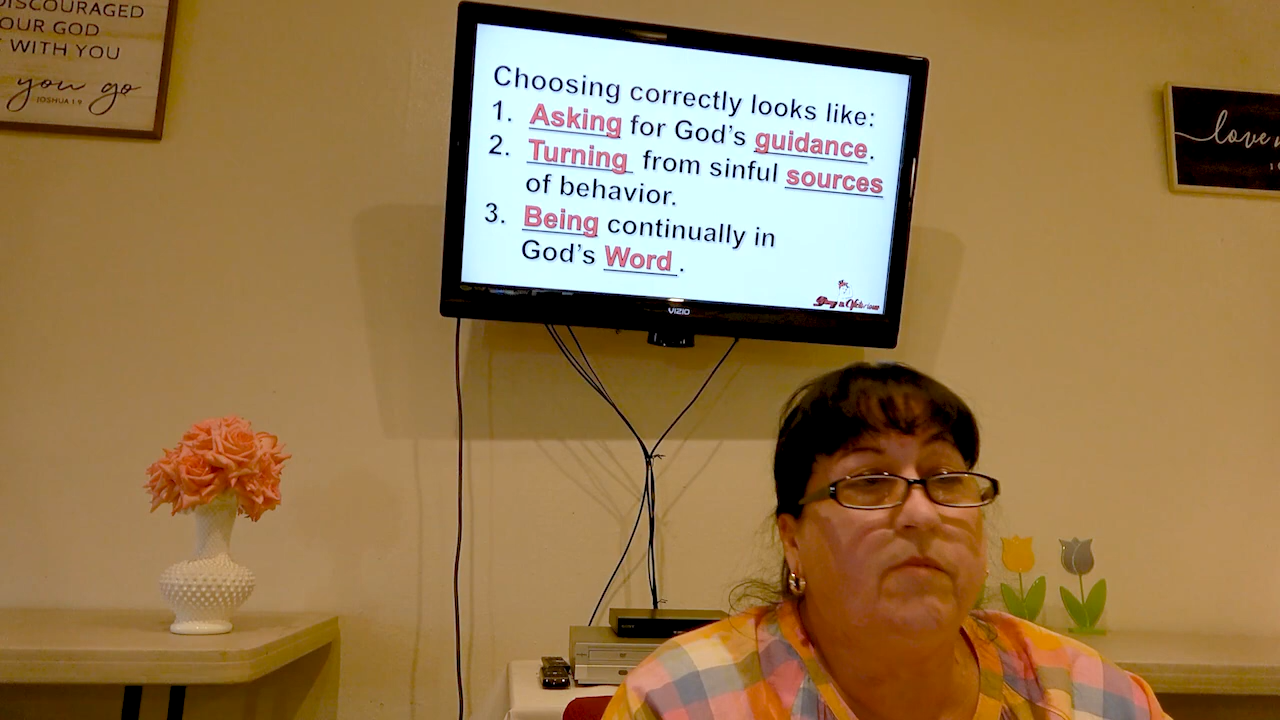 DISCOURAGED
OUR GOD
WITH YOU
you go
JOSHUA 1:9
Choosing correctly looks like:
1. Asking for God's guidance.
2. Turning from sinful sources
of behavior.
3. Being continually in
God's Word.
VIZIO
love